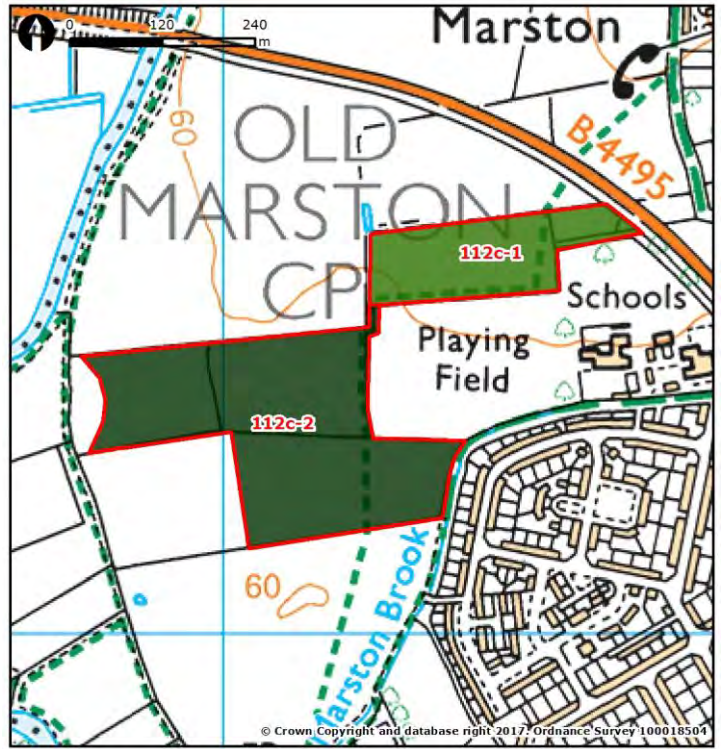 0 120 240
m
Marston
60
OLD
MARSTON
CP
B 4495
112c-1
Schools
Playing
Field
112c-2
60
Marston Brook
© Crown Copyright and database right 2017. Ordnance Survey 100018504